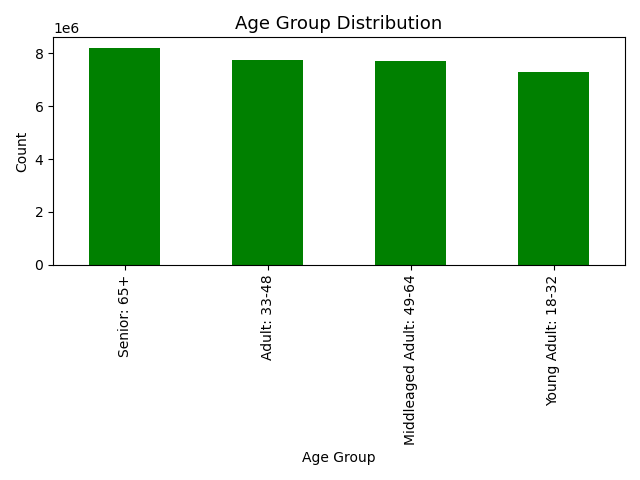 Age Group Distribution
1e6
8
6
4
2
0
Count
Senior: 65+
Adult: 33-48
Middleaged Adult: 49-64
Young Adult: 18-32
Age Group